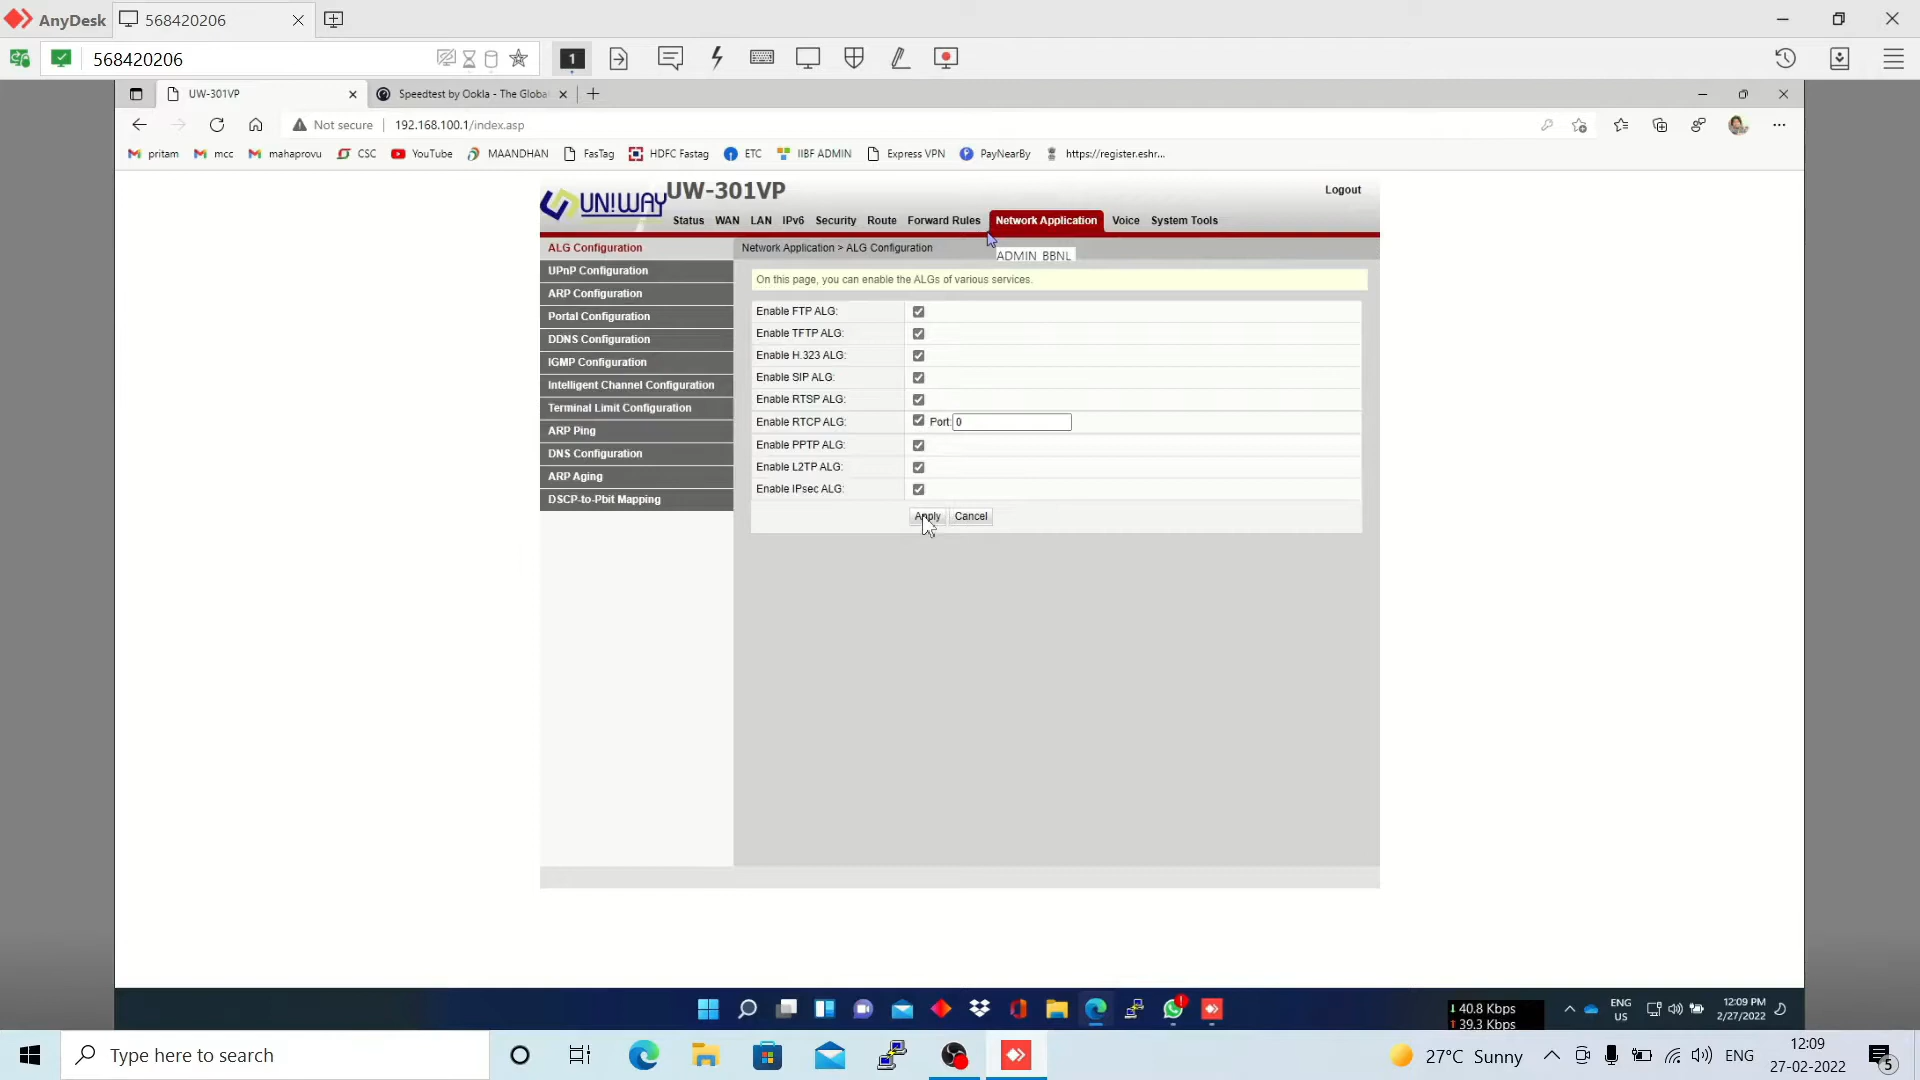 AnyDesk
568420206
568420206
1
UW-301VP
Speedtest by Ookla - The Globa
Not secure
192.168.100.1/index.asp
pritam
mcc
mahaprovu
CSC
YouTube
MAANDHAN
FasTag
HDFC Fastag
ETC
IIBF ADMIN
Express VPN
PayNearBy
https://register.eshr...
UN!WAY
UW-301VP
Logout
Status
WAN
LAN
IPv6
Security
Route
Forward Rules
Network Application
Voice
System Tools
ALG Configuration
UPnP Configuration
ARP Configuration
Portal Configuration
DDNS Configuration
IGMP Configuration
Intelligent Channel Configuration
Terminal Limit Configuration
ARP Ping
DNS Configuration
ARP Aging
DSCP-to-Pbit Mapping
Network Application > ALG Configuration
ADMIN BBNL
On this page, you can enable the ALGs of various services.
Enable FTP ALG:
Enable TFTP ALG:
Enable H.323 ALG:
Enable SIP ALG:
Enable RTSP ALG:
Enable RTCP ALG:
Port: 0
Enable PPTP ALG:
Enable L2TP ALG:
Enable IPsec ALG:
Apply
Cancel
40.8 Kbps
39.3 Kbps
ENG
US
12:09 PM
2/27/2022
Type here to search
27°C Sunny
ENG
12:09
27-02-2022
5